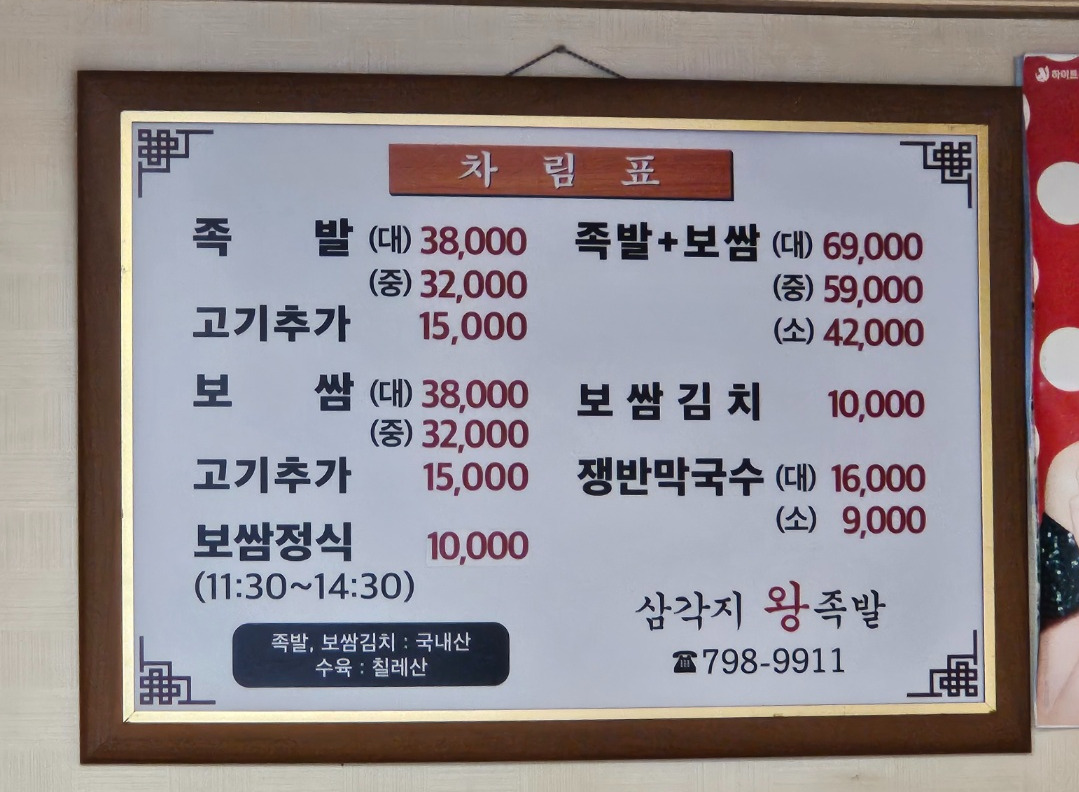 차림표
족발 (대) 38,000
(중) 32,000
고기추가 15,000
보쌈 (대) 38,000
(중) 32,000
고기추가 15,000
보쌈정식 10,000
(11:30~14:30)
족발, 보쌈김치 : 국내산
수육 : 칠레산
족발+보쌈 (대) 69,000
(중) 59,000
(소) 42,000
보쌈김치 10,000
쟁반막국수 (대) 16,000
(소) 9,000
삼각지 왕족발
☎798-9911
하이트